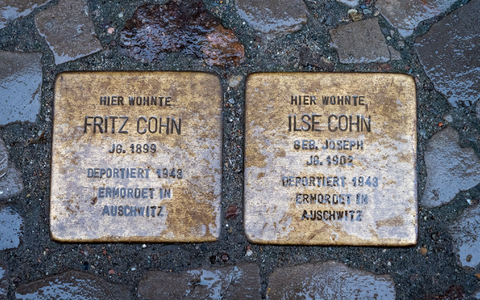 HIER WOHNTE
FRITZ COHN
JG. 1899
DEPORTIERT 1943
ERMORDET IN
AUSCHWITZ
HIER WOHNTE
ILSE COHN
GEB. JOSEPH
JG. 1902
DEPORTIERT 1943
ERMORDET IN
AUSCHWITZ